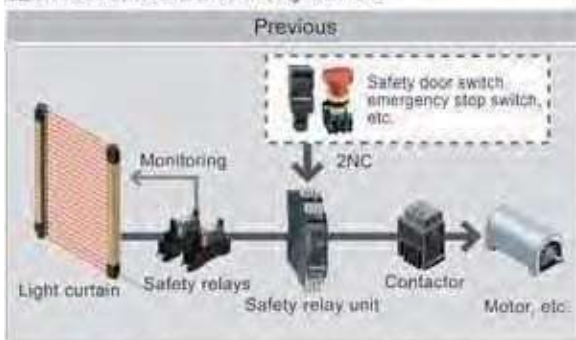 Previous
Safety door switch
emergency stop switch,
etc.
Monitoring
2NC
Light curtain
Safety relays
Safety relay unit
Contactor
Motor, etc.